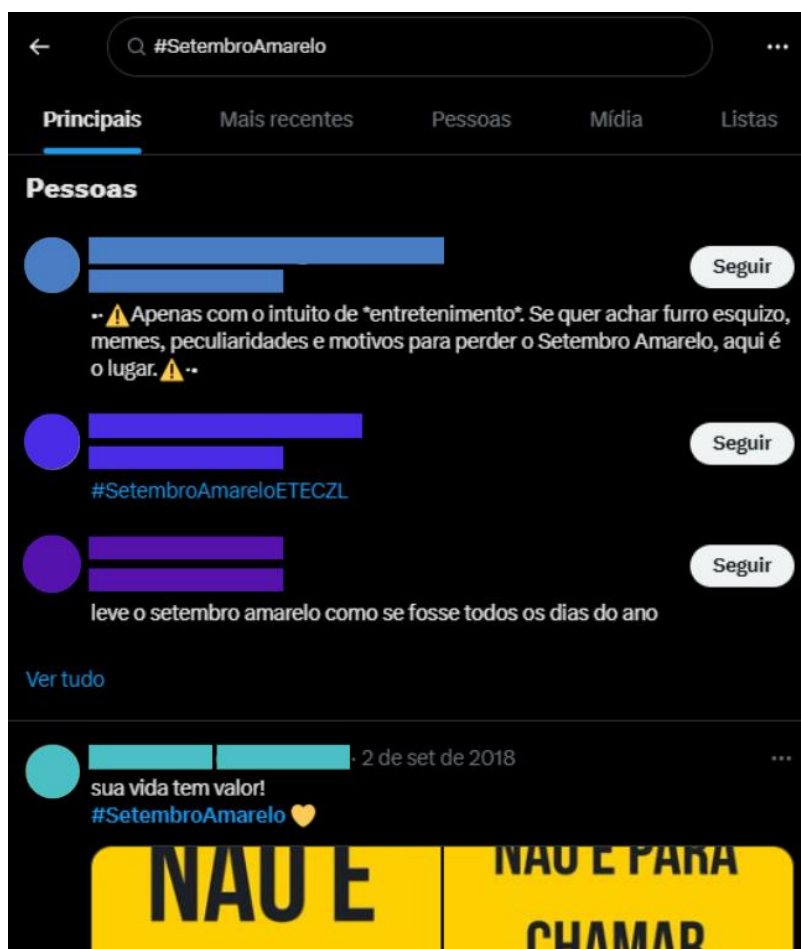 #SetembroAmarelo
Principais Mais recentes Pessoas Mídia Listas
Pessoas
Seguir
•• ⚠️Apenas com o intuito de *entretenimento*. Se quer achar furro esquizo,
memes, peculiaridades e motivos para perder o Setembro Amarelo, aqui é
o lugar.⚠️••
Seguir
#SetembroAmareloETECZL
Seguir
leve o setembro amarelo como se fosse todos os dias do ano
Ver tudo
· 2 de set de 2018
sua vida tem valor!
#SetembroAmarelo 💛
NÃO É
NÃO É PARA
CHAMAR